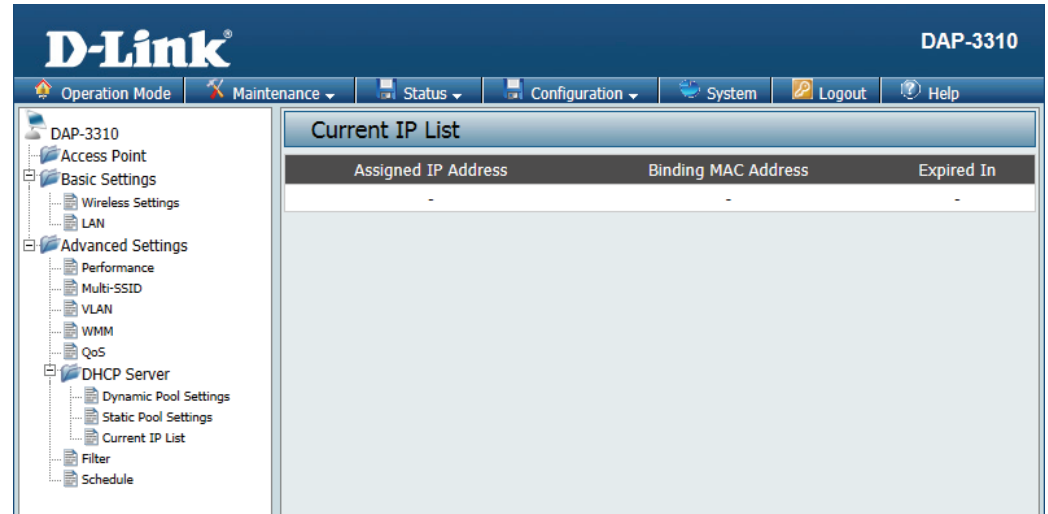 D-Link®
DAP-3310
Operation Mode Maintenance Status Configuration System Logout Help
DAP-3310
Access Point
Basic Settings
Wireless Settings
LAN
Advanced Settings
Performance
Multi-SSID
VLAN
WMM
QoS
DHCP Server
Dynamic Pool Settings
Static Pool Settings
Current IP List
Filter
Schedule
Current IP List
Assigned IP Address Binding MAC Address Expired In
- - -